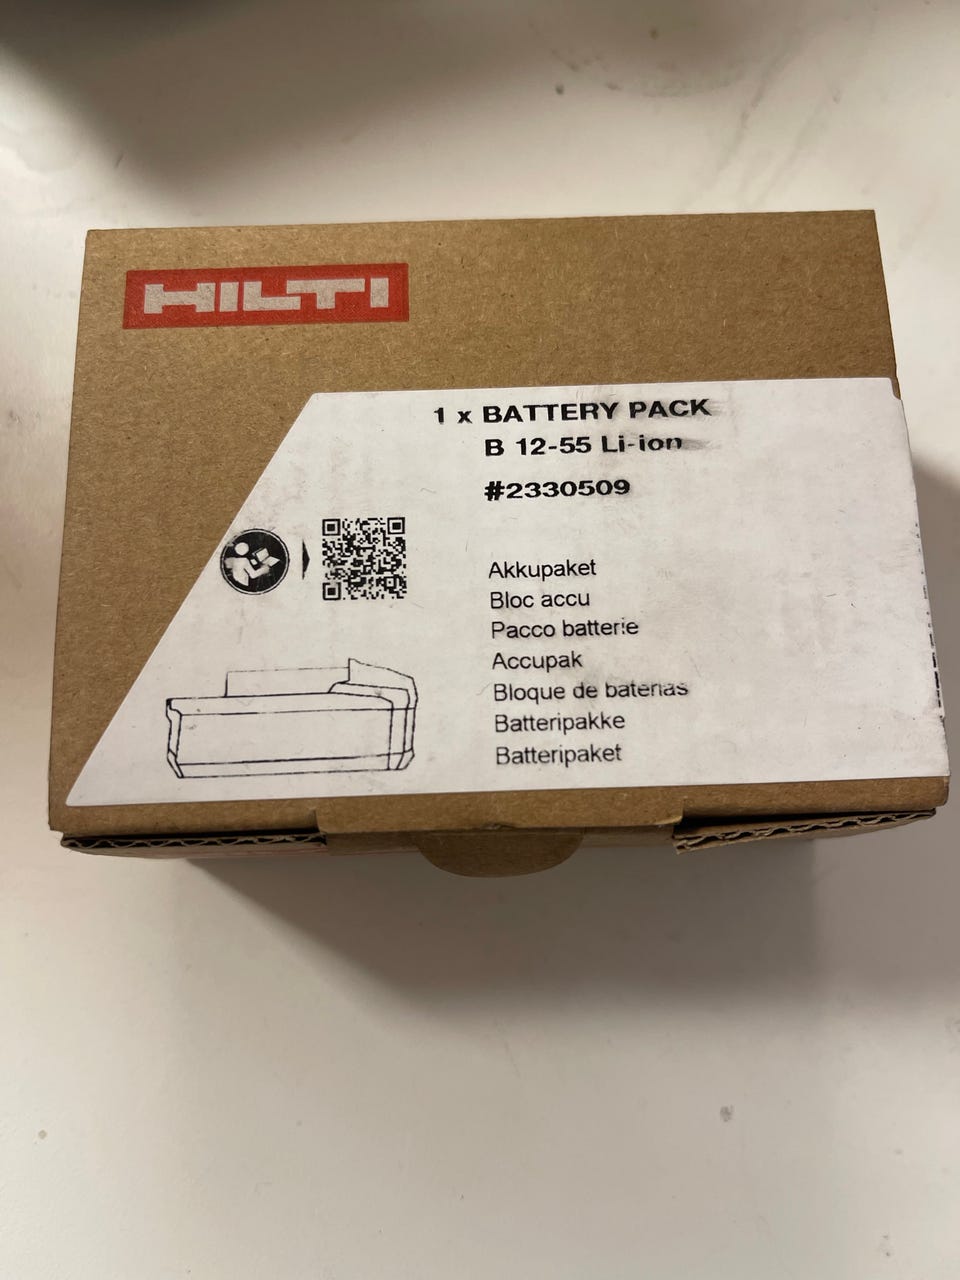 HILTI
1 x BATTERY PACK
B 12-55 Li-ion
#2330509
Akkupaket
Bloc accu
Pacco batterie
Accupak
Bloque de baterías
Batteripakke
Batteripaket